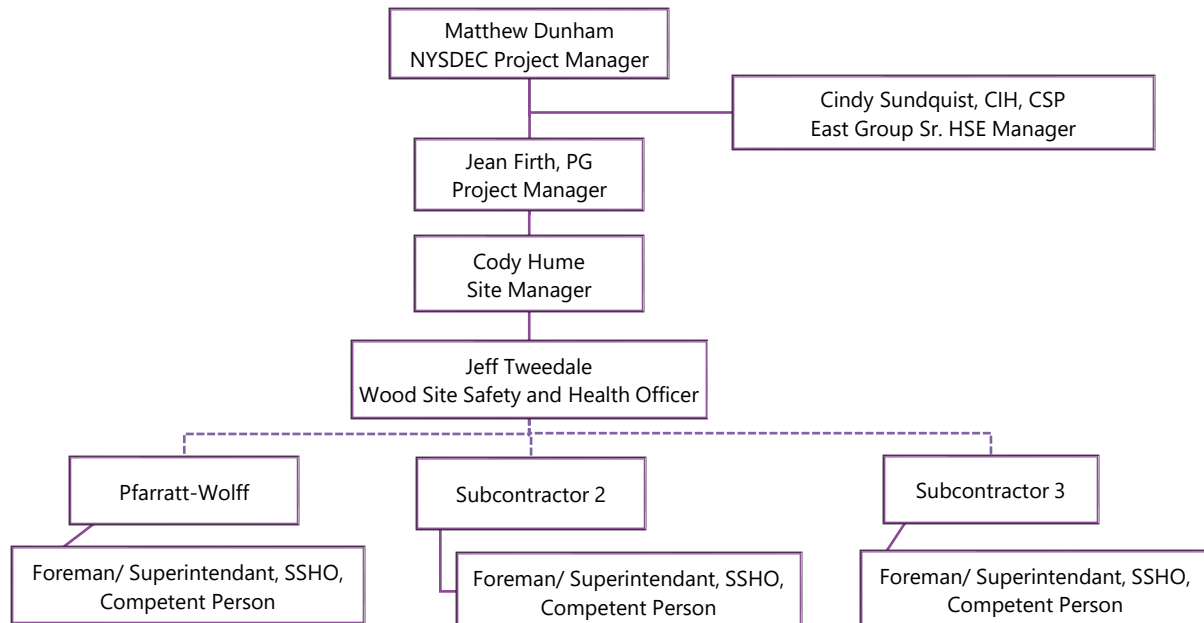 Matthew Dunham
NYSDEC Project Manager
Cindy Sundquist, CIH, CSP
East Group Sr. HSE Manager
Jean Firth, PG
Project Manager
Cody Hume
Site Manager
Jeff Tweedale
Wood Site Safety and Health Officer
Pfarratt-Wolff
Subcontractor 2
Subcontractor 3
Foreman/ Superintendant, SSHO,
Competent Person
Foreman/ Superintendant, SSHO,
Competent Person
Foreman/ Superintendant, SSHO,
Competent Person